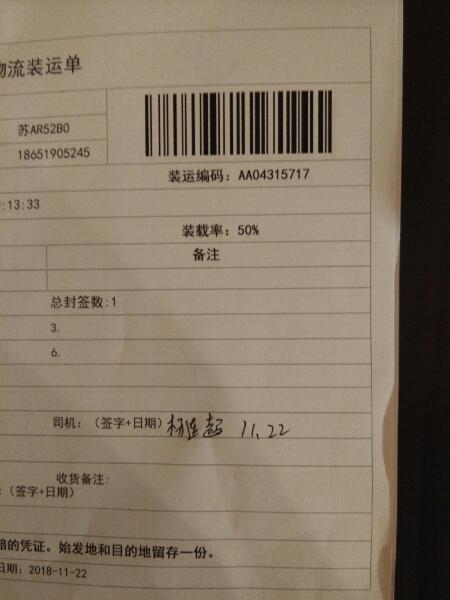 物流装运单
苏AR52B0
18651905245
装运编码: AA04315717
:13:33
装载率: 50%
备注
总封签数:1
3.
6.
司机: (签字+日期) 11.22
收货备注:
: (签字+日期)
赔的凭证。始发地和目的地留存一份。
日期: 2018-11-22